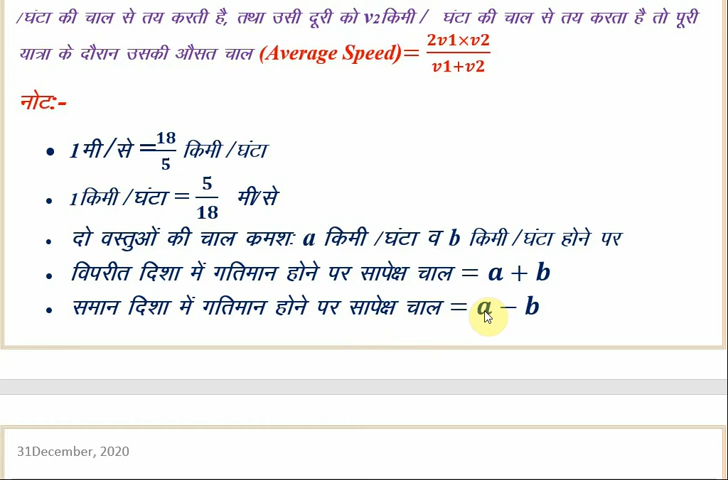 /घंटा की चाल से तय करती है, तथा उसी दूरी को v2किमी / घंटा की चाल से तय करता है तो पूरी
यात्रा के दौरान उसकी औसत चाल (Average Speed)= 2v1×v2 / v1+v2
नोट:-
• 1मी/से = 18/5 किमी /घंटा
• 1किमी /घंटा = 5/18 मी/से
• दो वस्तुओं की चाल कमश: a किमी /घंटा व b किमी /घंटा होने पर
• विपरीत दिशा में गतिमान होने पर सापेक्ष चाल = a + b
• समान दिशा में गतिमान होने पर सापेक्ष चाल = a − b
31December, 2020